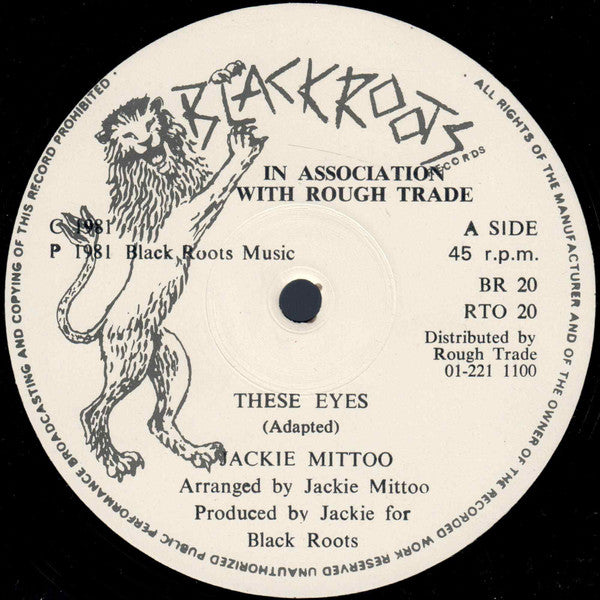 BLACKROOTS
RECORDS
IN ASSOCIATION
WITH ROUGH TRADE
C 1981
P 1981 Black Roots Music
A SIDE
45 r.p.m.
BR 20
RTO 20
Distributed by
Rough Trade
01-221 1100
THESE EYES
(Adapted)
JACKIE MITTOO
Arranged by Jackie Mittoo
Produced by Jackie for
Black Roots
· ALL RIGHTS OF THE MANUFACTURER AND OF THE OWNER OF THE RECORDED WORK RESERVED UNAUTHORIZED PUBLIC PERFORMANCE BROADCASTING AND COPYING OF THIS RECORD PROHIBITED ·